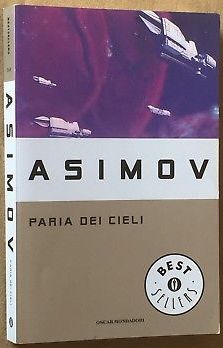 ASIMOV
PARIA DEI CIELI
BEST
SELLERS
OSCAR MONDADORI
ASIMOV
PARIA DEI CIELI